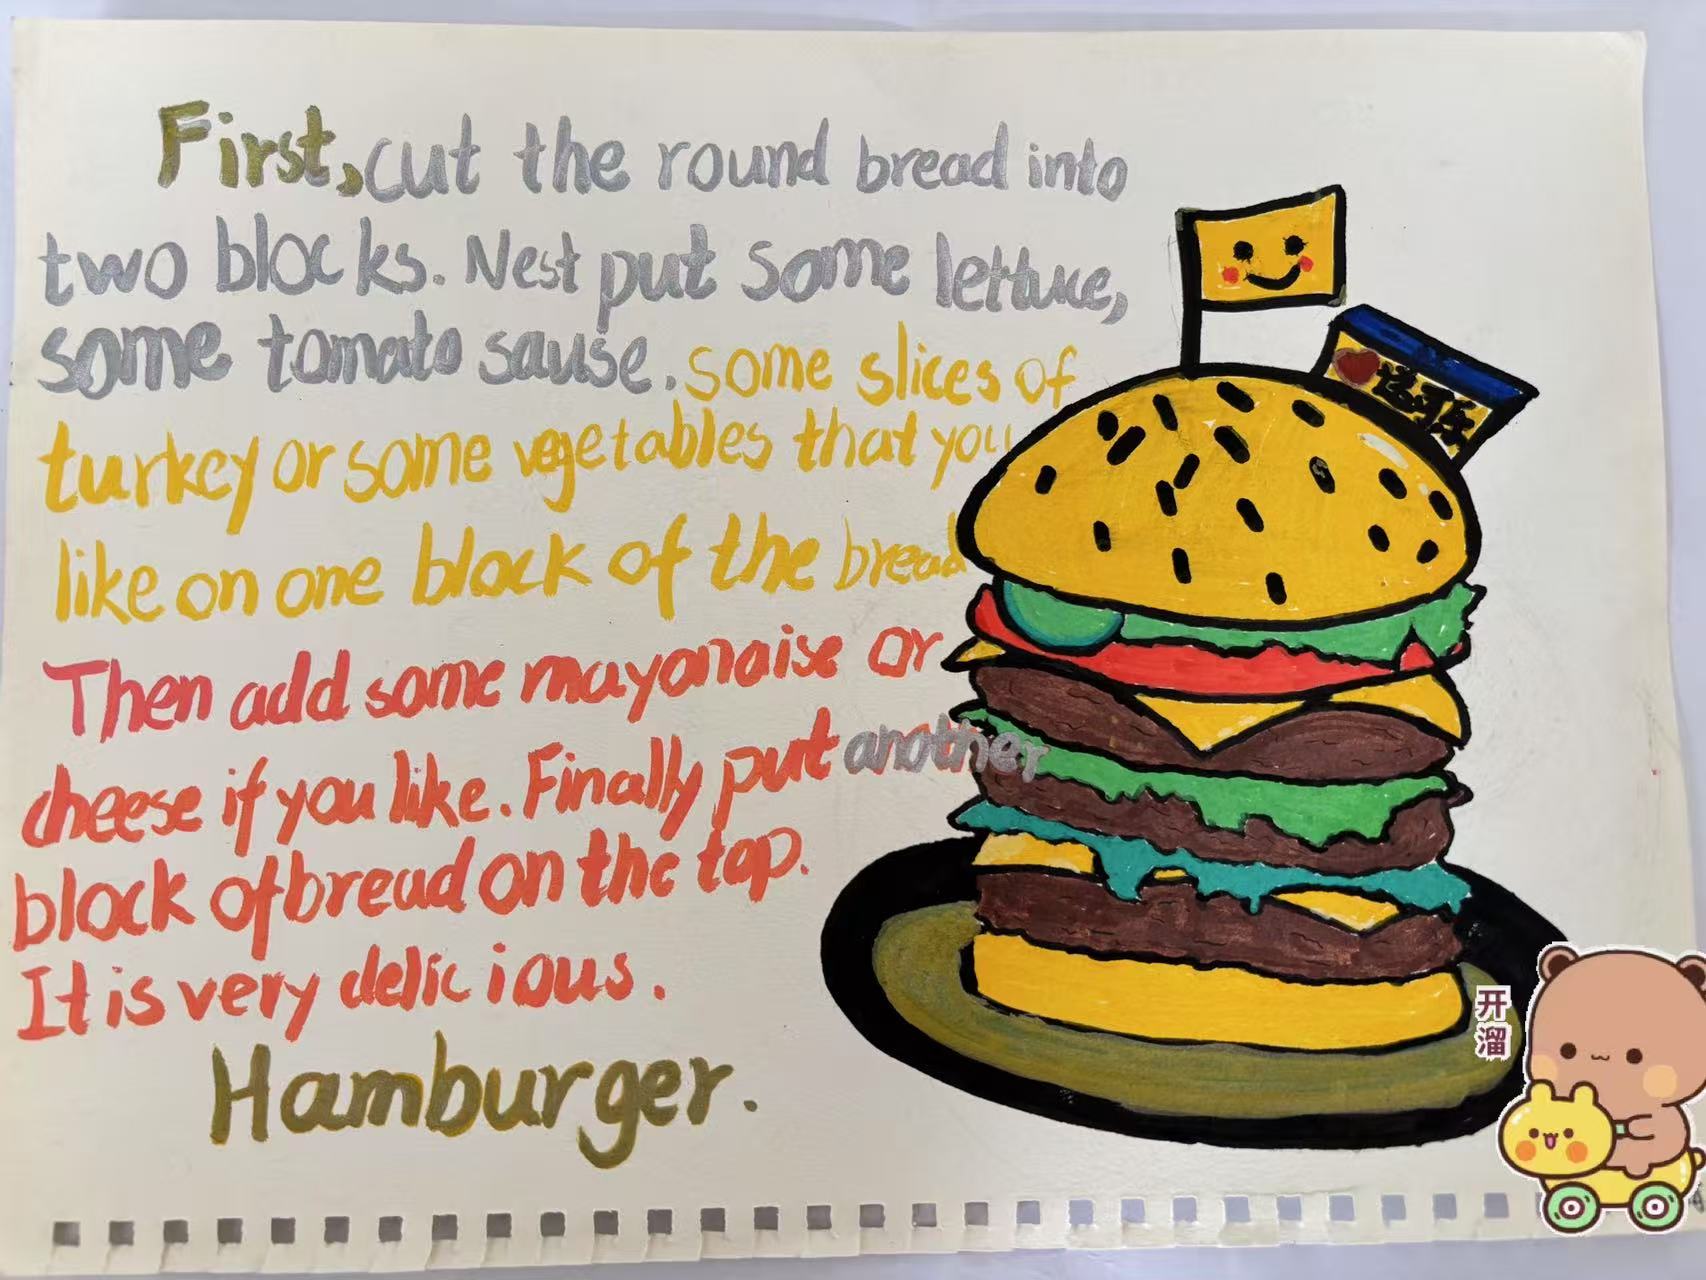 First, cut the round bread into
two blocks. Nest put some lettuce,
some tomato sause. some slices of
turkey or some vegetables that you
like on one block of the bread
Then add some mayonaise or
cheese if you like. Finally put another
block of bread on the top.
It is very delicious.
Hamburger.
开溜